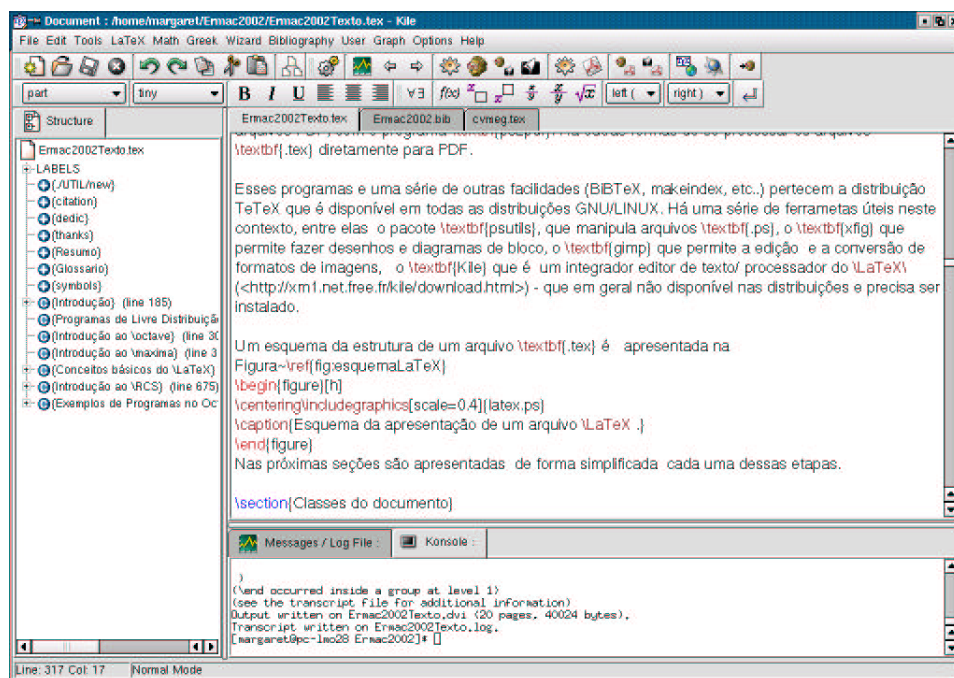 Document : /home/margaret/Ermac2002/Ermac2002Texto.tex - Kile
File Edit Tools LaTeX Math Greek Wizard Bibliography User Graph Options Help
part tiny B I U ∀∃ f(x) left ( right )
Structure
Ermac2002Texto.tex Ermac2002.bib cvmeg.tex
Ermac2002Texto.tex
LABELS
(./UTIL/new}
(citation)
(dedic}
(thanks)
(Resumo)
(Glossario)
(symbols}
(Introdução} (line 185)
(Programas de Livre Distribuiçã
(Introdução ao \octave} (line 30
(Introdução ao \maxima) (line 3
(Conceitos básicos do \LaTeX)
(Introdução ao \RCS) (line 675)
(Exemplos de Programas no Oc
\textbf{.tex} diretamente para PDF.
Esses programas e uma série de outras facilidades (BIBTeX, makeindex, etc..) pertecem a distribuição
TeTeX que é disponível em todas as distribuições GNU/LINUX. Há uma série de ferrametas úteis neste
contexto, entre elas o pacote \textbf{psutils}, que manipula arquivos \textbf{.ps}, o \textbf{xfig} que
permite fazer desenhos e diagramas de bloco, o \textbf{gimp} que permite a edição e a conversão de
formatos de imagens, o \textbf{Kile} que é um integrador editor de texto/ processador do \LaTeX\
(<http://xm1.net.free.fr/kile/download.html>) - que em geral não disponível nas distribuições e precisa ser
instalado.
Um esquema da estrutura de um arquivo \textbf{.tex} é apresentada na
Figura~\ref{fig:esquemaLaTeX}
\begin{figure}[h]
\centering\includegraphics[scale=0.4]{latex.ps}
\caption{Esquema da apresentação de um arquivo \LaTeX .}
\end{figure}
Nas próximas seções são apresentadas de forma simplificada cada uma dessas etapas.
\section{Classes do documento}
Messages / Log File : Konsole :
)
(\end occurred inside a group at level 1)
(see the transcript file for additional information)
Output written on Ermac2002Texto.dvi (20 pages, 40024 bytes).
Transcript written on Ermac2002Texto.log.
[margaret@pc-lmo28 Ermac2002]#
Line: 317 Col: 17 Normal Mode